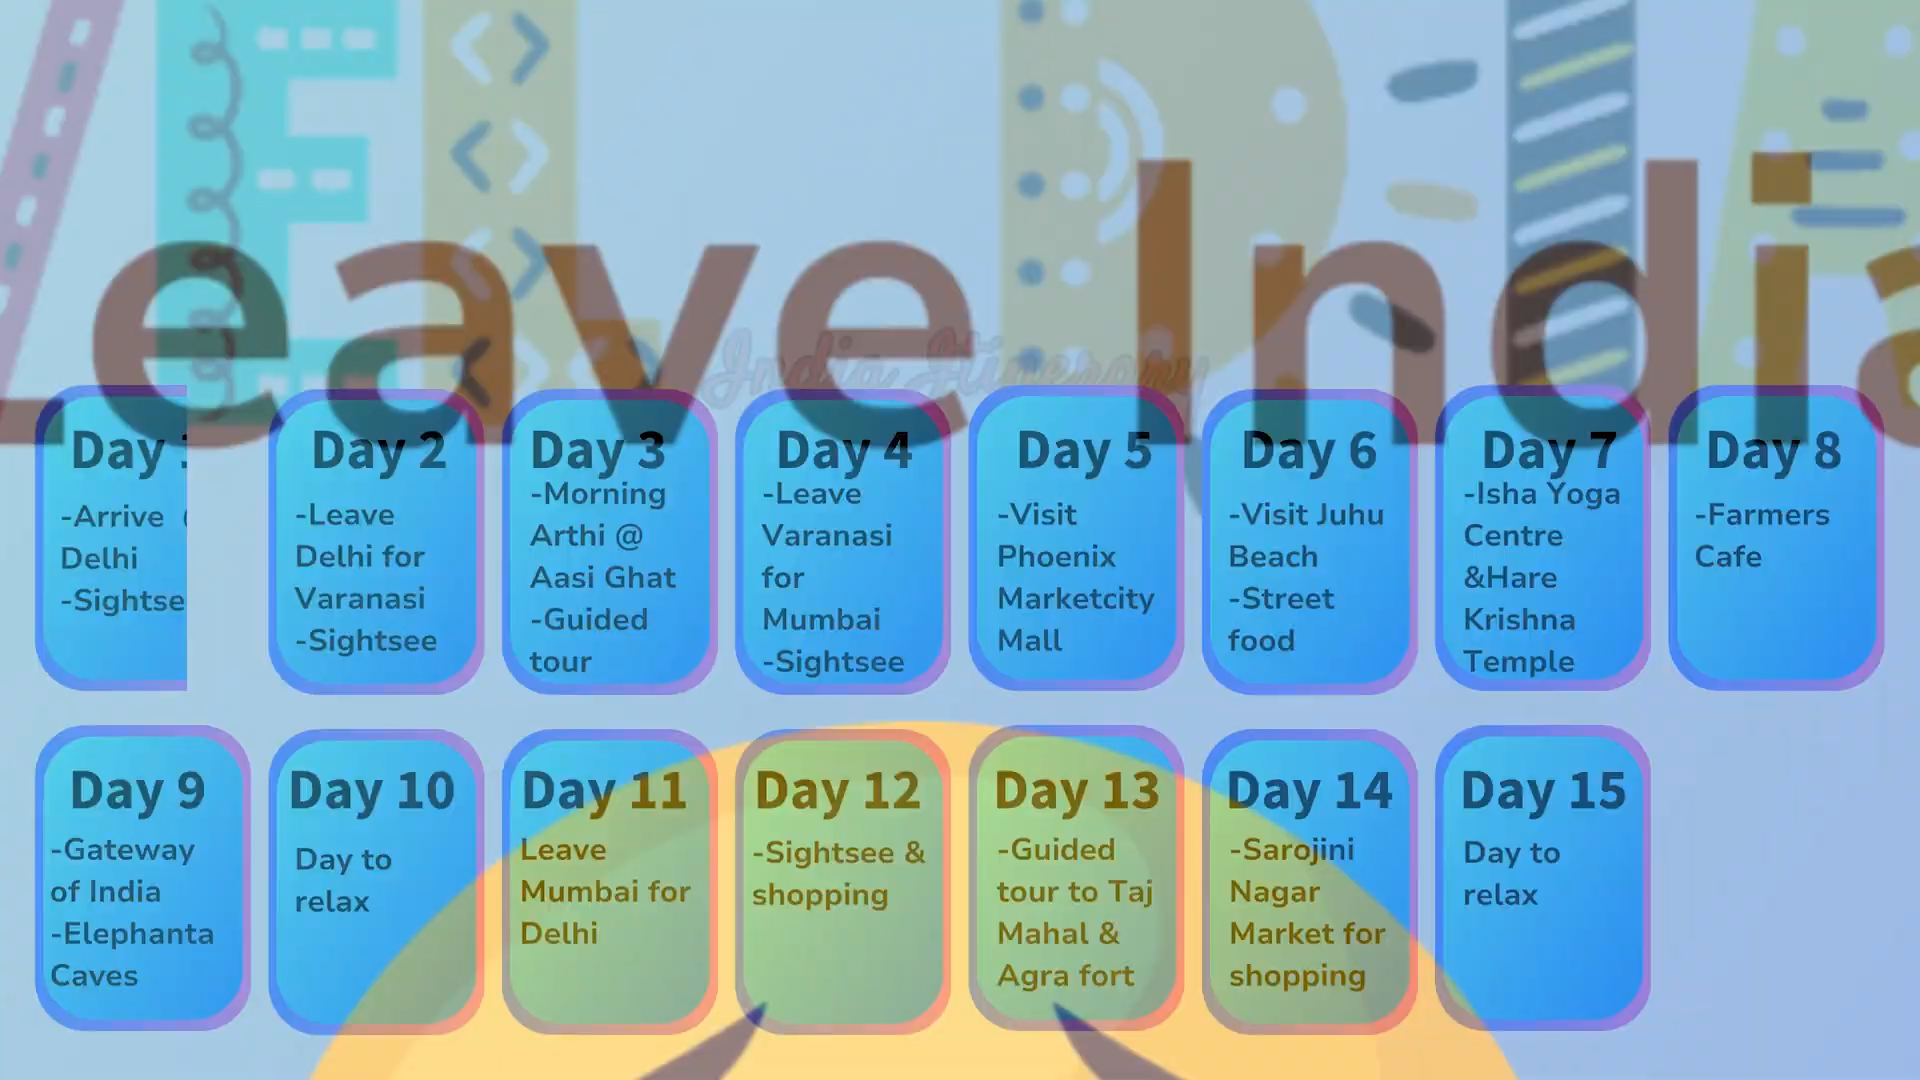 Leave India
India Itinerary
Day 1
-Arrive
Delhi
-Sightse
Day 2
-Leave
Delhi for
Varanasi
-Sightsee
Day 3
-Morning
Arthi @
Aasi Ghat
-Guided
tour
Day 4
-Leave
Varanasi
for
Mumbai
-Sightsee
Day 5
-Visit
Phoenix
Marketcity
Mall
Day 6
-Visit Juhu
Beach
-Street
food
Day 7
-Isha Yoga
Centre
&Hare
Krishna
Temple
Day 8
-Farmers
Cafe
Day 9
-Gateway
of India
-Elephanta
Caves
Day 10
Day to
relax
Day 11
Leave
Mumbai for
Delhi
Day 12
-Sightsee &
shopping
Day 13
-Guided
tour to Taj
Mahal &
Agra fort
Day 14
-Sarojini
Nagar
Market for
shopping
Day 15
Day to
relax